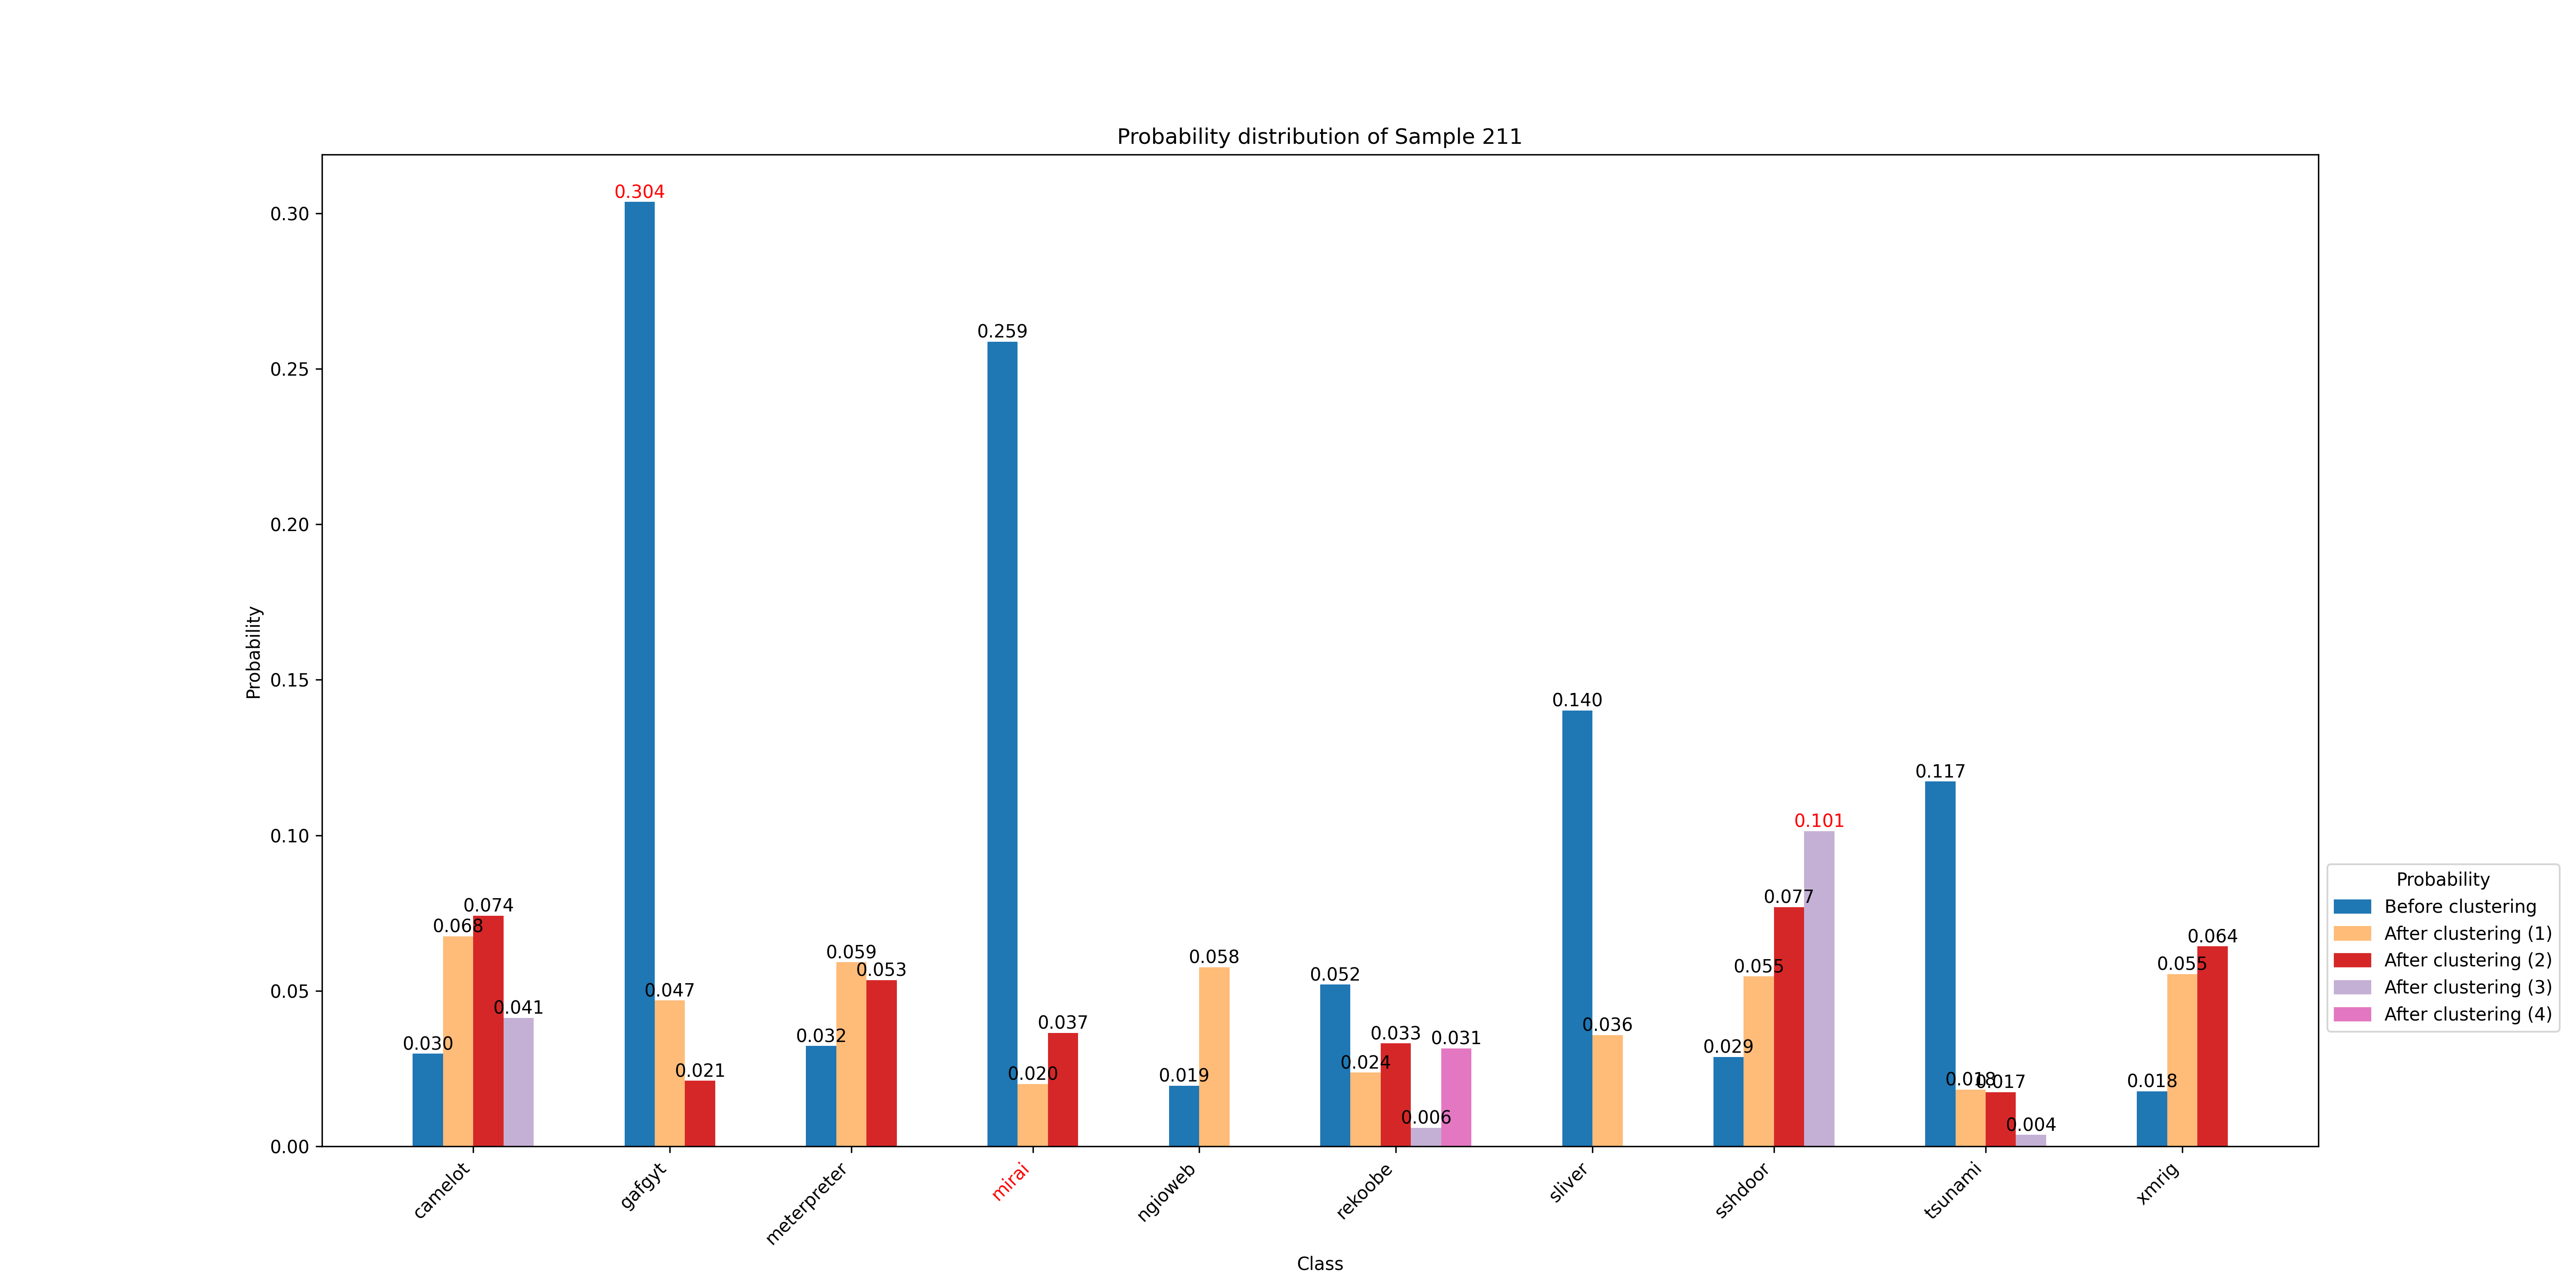 Probability distribution of Sample 211
Probability
0.30
0.25
0.20
0.15
0.10
0.05
0.00
0.030
0.068
0.074
0.041
0.304
0.047
0.021
0.032
0.059
0.053
0.259
0.020
0.037
0.019
0.058
0.052
0.024
0.033
0.006
0.031
0.140
0.036
0.029
0.055
0.077
0.101
0.117
0.018
0.017
0.004
0.018
0.055
0.064
camelot
gafgyt
meterpreter
mirai
ngioweb
rekoobe
sliver
sshdoor
tsunami
xmrig
Class
Probability
Before clustering
After clustering (1)
After clustering (2)
After clustering (3)
After clustering (4)